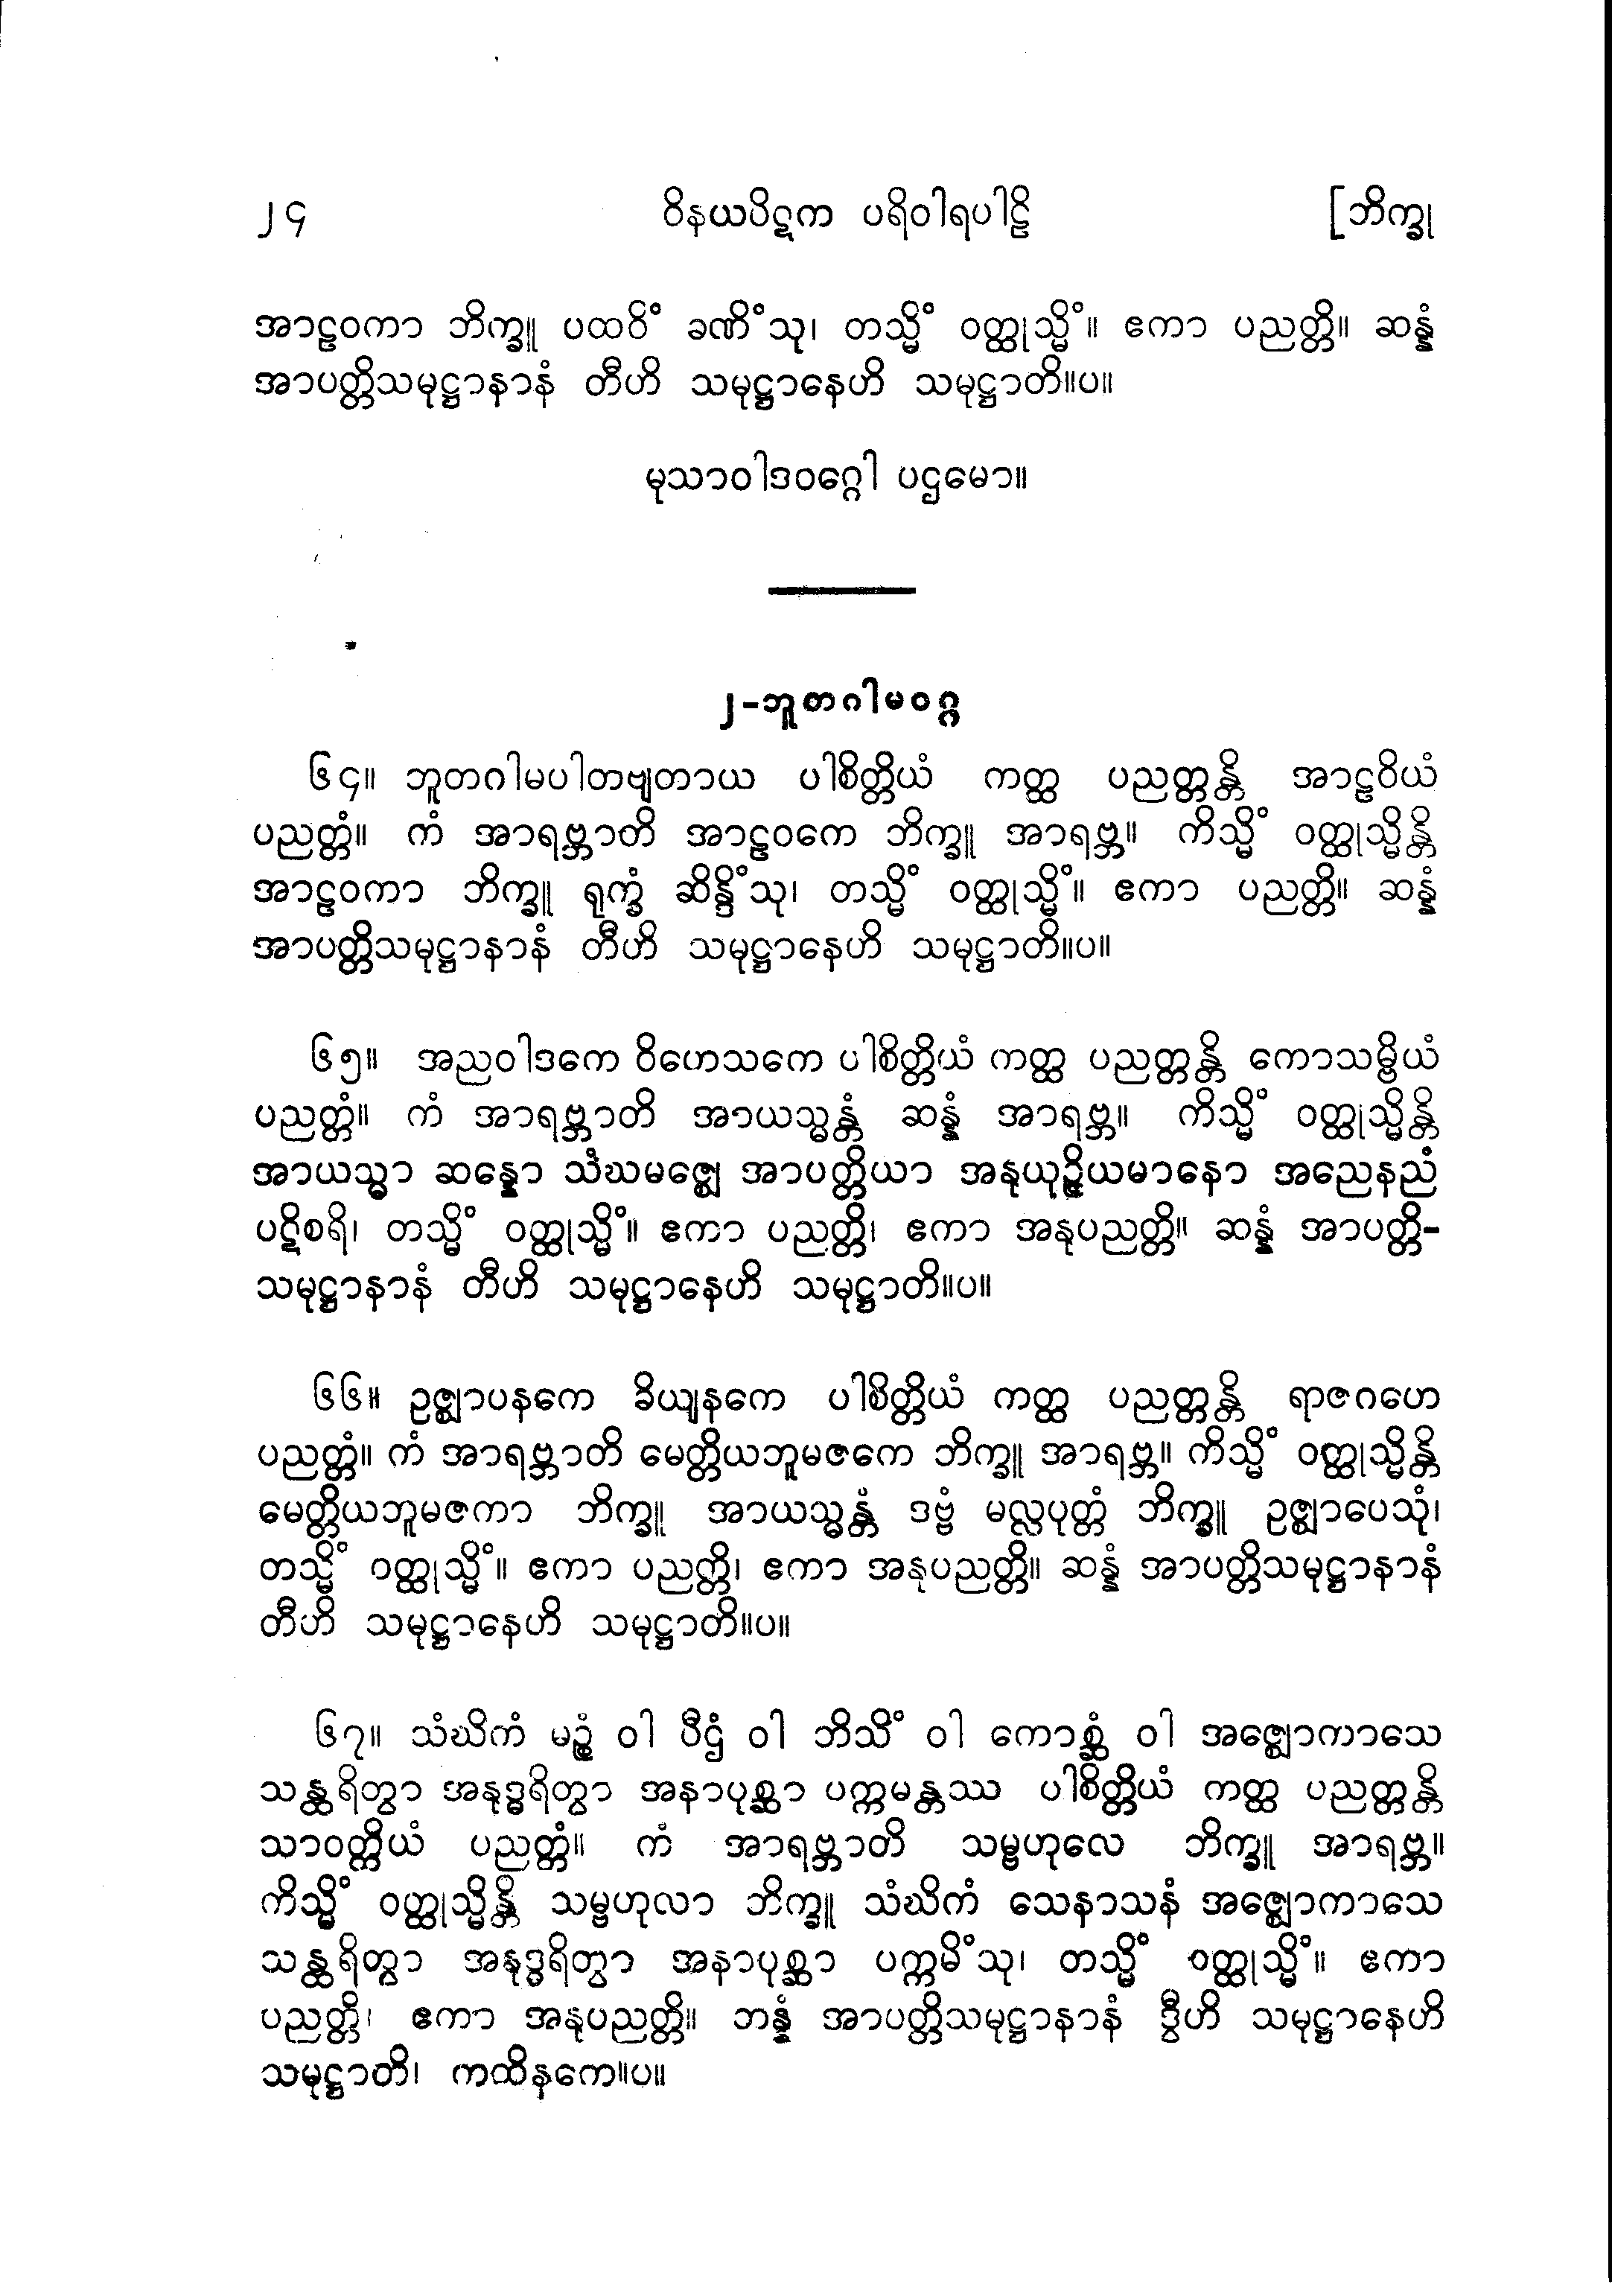 ၂၄ ဝိနယပိဋက ပရိဝါရပါဠိ [ဘိက္ခု
အာဠဝကာ ဘိက္ခူ ပထဝိံ ခဏိံသု၊ တသ္မိံ ဝတ္ထုသ္မိံ။ ဧကာ ပညတ္တိ။ ဆန္နံ
အာပတ္တိသမုဋ္ဌာနာနံ တီဟိ သမုဋ္ဌာနေဟိ သမုဋ္ဌာတိ။ပ။
မုသာဝါဒဝဂ္ဂေါ ပဌမော။
၂-ဘူတဂါမဝဂ္ဂ
၆၄။ ဘူတဂါမပါတဗျတာယ ပါစိတ္တိယံ ကတ္ထ ပညတ္တန္တိ အာဠဝိယံ
ပညတ္တံ။ ကံ အာရဗ္ဘာတိ အာဠဝကေ ဘိက္ခူ အာရဗ္ဘ။ ကိသ္မိံ ဝတ္ထုသ္မိန္တိ
အာဠဝကာ ဘိက္ခူ ရုက္ခံ ဆိန္ဒိံသု၊ တသ္မိံ ဝတ္ထုသ္မိံ။ ဧကာ ပညတ္တိ။ ဆန္နံ
အာပတ္တိသမုဋ္ဌာနာနံ တီဟိ သမုဋ္ဌာနေဟိ သမုဋ္ဌာတိ။ပ။
၆၅။ အညဝါဒကေ ဝိဟေသကေ ပါစိတ္တိယံ ကတ္ထ ပညတ္တန္တိ ကောသမ္ဗိယံ
ပညတ္တံ။ ကံ အာရဗ္ဘာတိ အာယသ္မန္တံ ဆန္နံ အာရဗ္ဘ။ ကိသ္မိံ ဝတ္ထုသ္မိန္တိ
အာယသ္မာ ဆန္နော သံဃမဇ္ဈေ အာပတ္တိယာ အနုယုဉ္ဇိယမာနော အညေနညံ
ပဋိစရိ၊ တသ္မိံ ဝတ္ထုသ္မိံ။ ဧကာ ပညတ္တိ၊ ဧကာ အနုပညတ္တိ။ ဆန္နံ အာပတ္တိ-
သမုဋ္ဌာနာနံ တီဟိ သမုဋ္ဌာနေဟိ သမုဋ္ဌာတိ။ပ။
၆၆။ ဥဇ္ဈာပနကေ ခိယျနကေ ပါစိတ္တိယံ ကတ္ထ ပညတ္တန္တိ ရာဇဂဟေ
ပညတ္တံ။ ကံ အာရဗ္ဘာတိ မေတ္တိယဘူမဇကေ ဘိက္ခူ အာရဗ္ဘ။ ကိသ္မိံ ဝတ္ထုသ္မိန္တိ
မေတ္တိယဘူမဇကာ ဘိက္ခူ အာယသ္မန္တံ ဒဗ္ဗံ မလ္လပုတ္တံ ဘိက္ခူ ဥဇ္ဈာပေသုံ၊
တသ္မိံ ဝတ္ထုသ္မိံ။ ဧကာ ပညတ္တိ၊ ဧကာ အနုပညတ္တိ။ ဆန္နံ အာပတ္တိသမုဋ္ဌာနာနံ
တီဟိ သမုဋ္ဌာနေဟိ သမုဋ္ဌာတိ။ပ။
၆၇။ သံဃိကံ မဉ္စံ ဝါ ပီဌံ ဝါ ဘိသိံ ဝါ ကောစ္ဆံ ဝါ အဇ္ဈောကာသေ
သန္ထရိတွာ အနုဒ္ဓရိတွာ အနာပုစ္ဆာ ပက္ကမန္တဿ ပါစိတ္တိယံ ကတ္ထ ပညတ္တန္တိ
သာဝတ္ထိယံ ပညတ္တံ။ ကံ အာရဗ္ဘာတိ သမ္ဗဟုလေ ဘိက္ခူ အာရဗ္ဘ။
ကိသ္မိံ ဝတ္ထုသ္မိန္တိ သမ္ဗဟုလာ ဘိက္ခူ သံဃိကံ သေနာသနံ အဇ္ဈောကာသေ
သန္ထရိတွာ အနုဒ္ဓရိတွာ အနာပုစ္ဆာ ပက္ကမိံသု၊ တသ္မိံ ဝတ္ထုသ္မိံ။ ဧကာ
ပညတ္တိ၊ ဧကာ အနုပညတ္တိ။ ဘန္နံ အာပတ္တိသမုဋ္ဌာနာနံ ဒွီဟိ သမုဋ္ဌာနေဟိ
သမုဋ္ဌာတိ၊ ကထိနကေ။ပ။